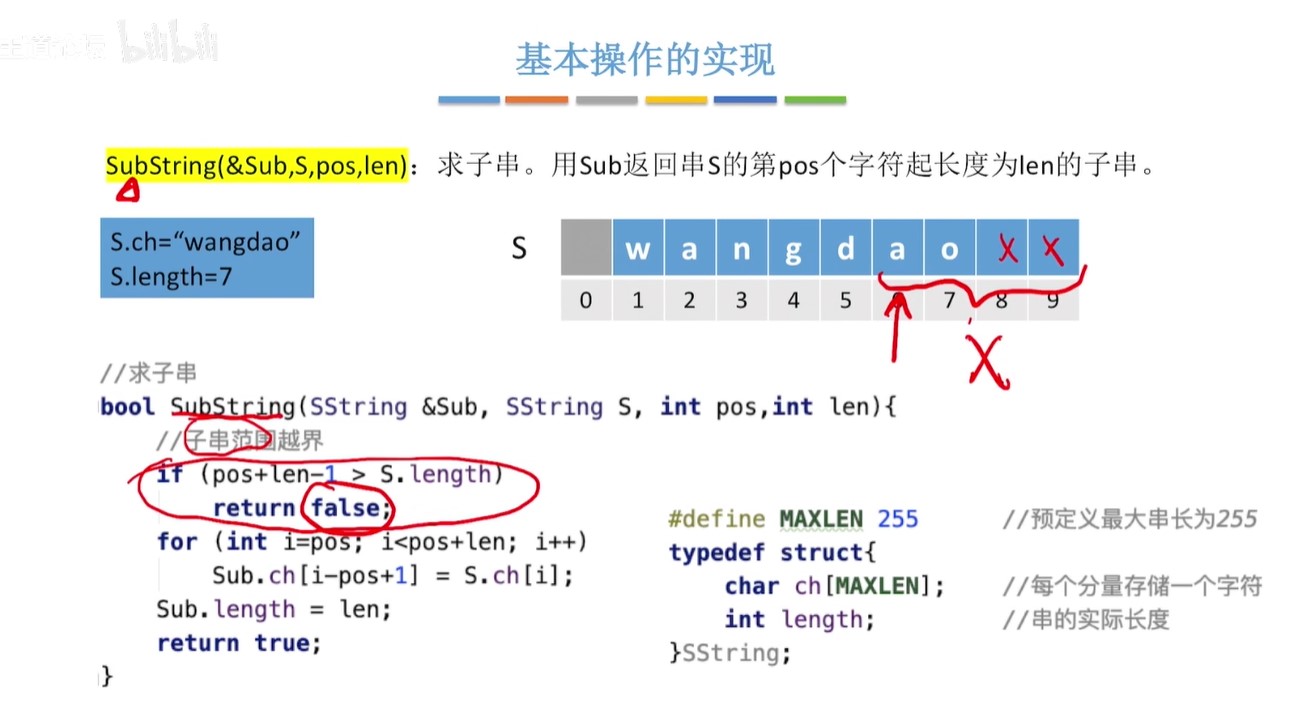 bilibili
基本操作的实现
SubString(&Sub,S,pos,len)：求子串。用Sub返回串S的第pos个字符起长度为len的子串。
S.ch=“wangdao”
S.length=7
S
w a n g d a o X X
0 1 2 3 4 5 6 7 8 9
X
//求子串
bool SubString(SString &Sub, SString S, int pos,int len){
//子串范围越界
if (pos+len-1 > S.length)
return false;
for (int i=pos; i<pos+len; i++)
Sub.ch[i-pos+1] = S.ch[i];
Sub.length = len;
return true;
}
#define MAXLEN 255 //预定义最大串长为255
typedef struct{
char ch[MAXLEN]; //每个分量存储一个字符
int length; //串的实际长度
}SString;